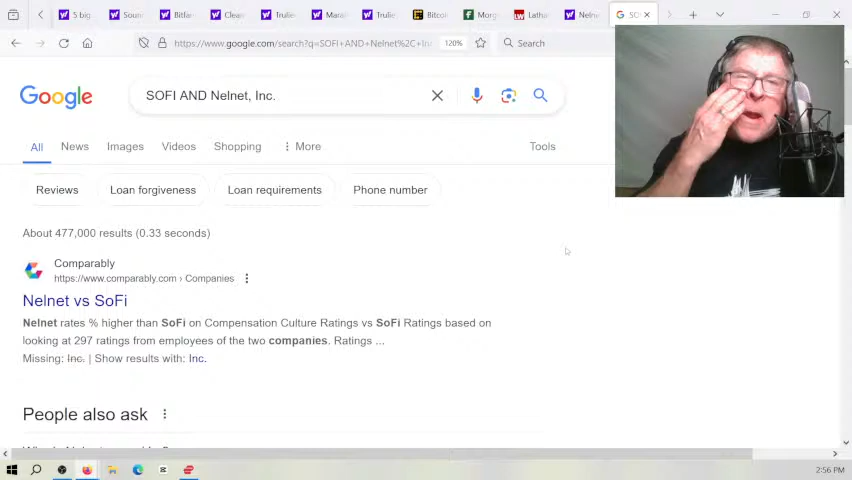 5 big
Soun
Bitfar
Clean
Trulie
Mara
Trulie
Bitcoi
Morg
Latha
Nelne
SO
https://www.google.com/search?q=SOFI+AND+Nelnet%2C+In
120%
Search
Google
SOFI AND Nelnet, Inc.
All
News
Images
Videos
Shopping
More
Tools
Reviews
Loan forgiveness
Loan requirements
Phone number
About 477,000 results (0.33 seconds)
Comparably
https://www.comparably.com › Companies
Nelnet vs SoFi
Nelnet rates % higher than SoFi on Compensation Culture Ratings vs SoFi Ratings based on
looking at 297 ratings from employees of the two companies. Ratings ...
Missing: Inc. | Show results with: Inc.
People also ask
2:56 PM